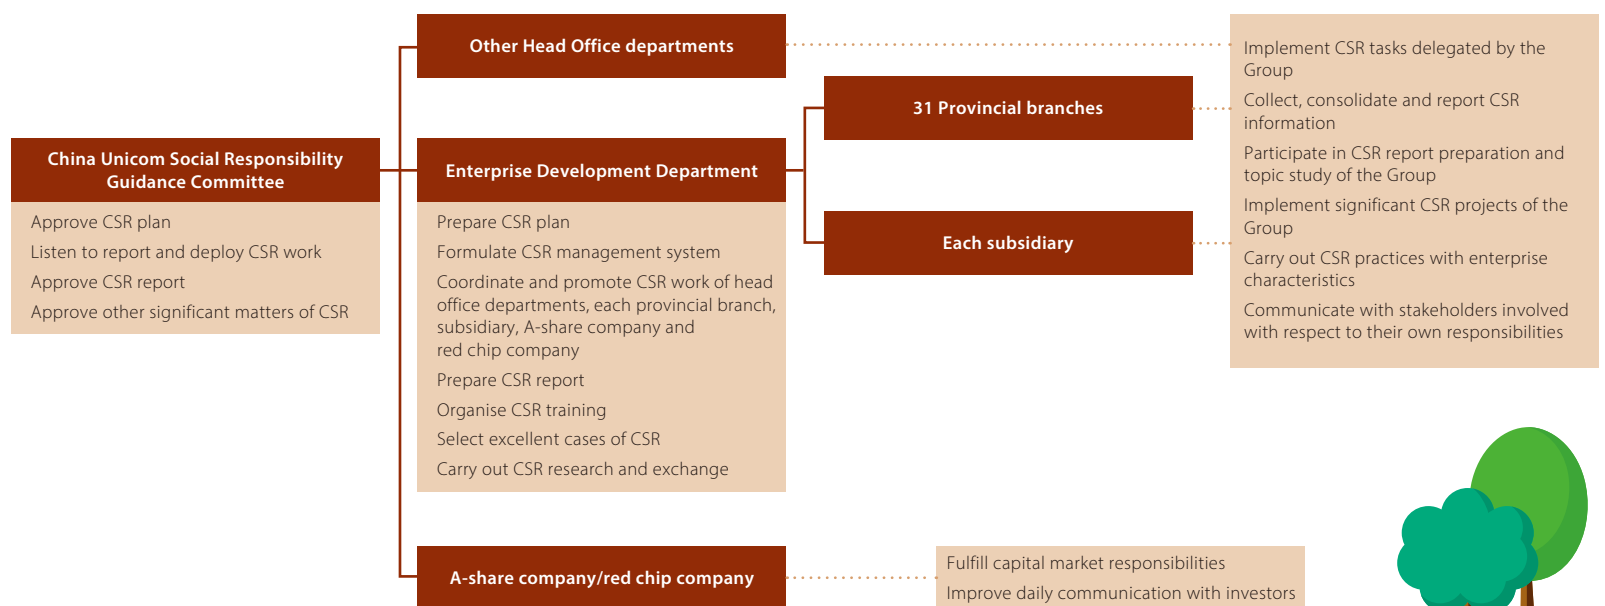 Other Head Office departments
31 Provincial branches
China Unicom Social Responsibility
Guidance Committee
Approve CSR plan
Listen to report and deploy CSR work
Approve CSR report
Approve other significant matters of CSR
Enterprise Development Department
Prepare CSR plan
Formulate CSR management system
Coordinate and promote CSR work of head
office departments, each provincial branch,
subsidiary, A-share company and
red chip company
Prepare CSR report
Organise CSR training
Select excellent cases of CSR
Carry out CSR research and exchange
Each subsidiary
Implement CSR tasks delegated by the
Group
Collect, consolidate and report CSR
information
Participate in CSR report preparation and
topic study of the Group
Implement significant CSR projects of the
Group
Carry out CSR practices with enterprise
characteristics
Communicate with stakeholders involved
with respect to their own responsibilities
A-share company/red chip company
Fulfill capital market responsibilities
Improve daily communication with investors